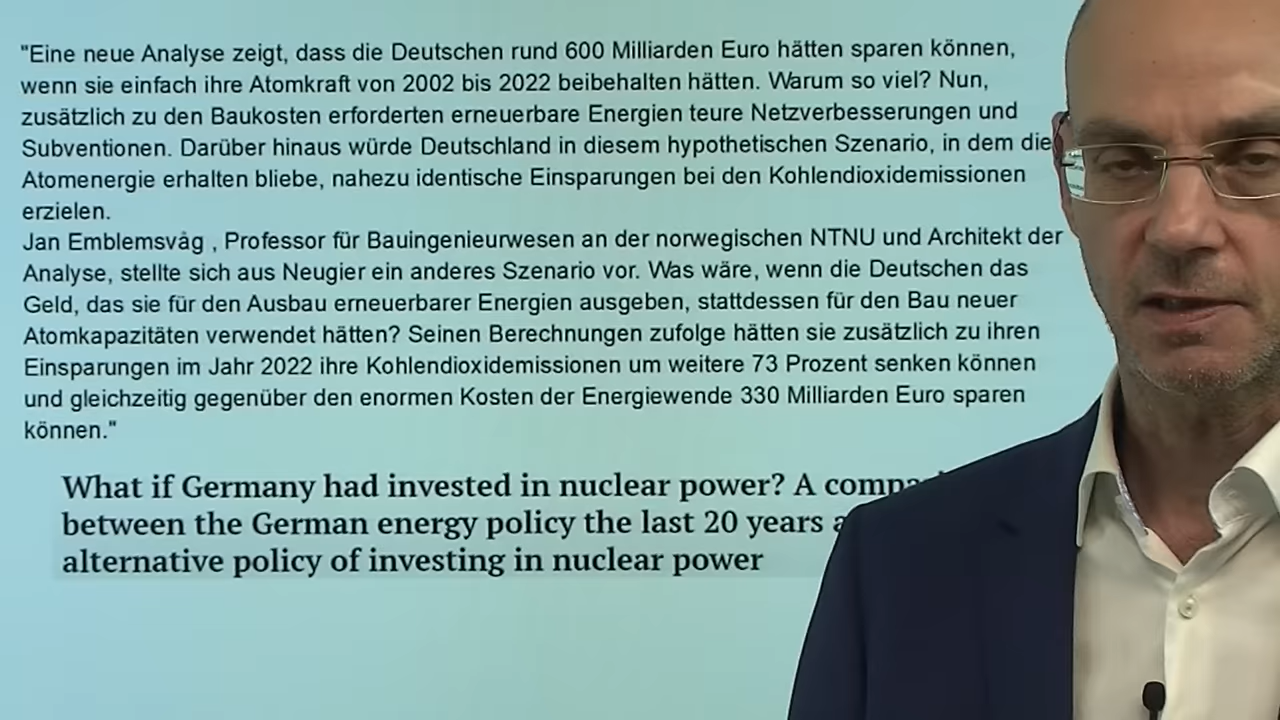 "Eine neue Analyse zeigt, dass die Deutschen rund 600 Milliarden Euro hätten sparen können,
wenn sie einfach ihre Atomkraft von 2002 bis 2022 beibehalten hätten. Warum so viel? Nun,
zusätzlich zu den Baukosten erforderten erneuerbare Energien teure Netzverbesserungen und
Subventionen. Darüber hinaus würde Deutschland in diesem hypothetischen Szenario, in dem die
Atomenergie erhalten bliebe, nahezu identische Einsparungen bei den Kohlendioxidemissionen
erzielen.
Jan Emblemsvåg , Professor für Bauingenieurwesen an der norwegischen NTNU und Architekt der
Analyse, stellte sich aus Neugier ein anderes Szenario vor. Was wäre, wenn die Deutschen das
Geld, das sie für den Ausbau erneuerbarer Energien ausgeben, stattdessen für den Bau neuer
Atomkapazitäten verwendet hätten? Seinen Berechnungen zufolge hätten sie zusätzlich zu ihren
Einsparungen im Jahr 2022 ihre Kohlendioxidemissionen um weitere 73 Prozent senken können
und gleichzeitig gegenüber den enormen Kosten der Energiewende 330 Milliarden Euro sparen
können."
What if Germany had invested in nuclear power? A
between the German energy policy the last 20 years
alternative policy of investing in nuclear power